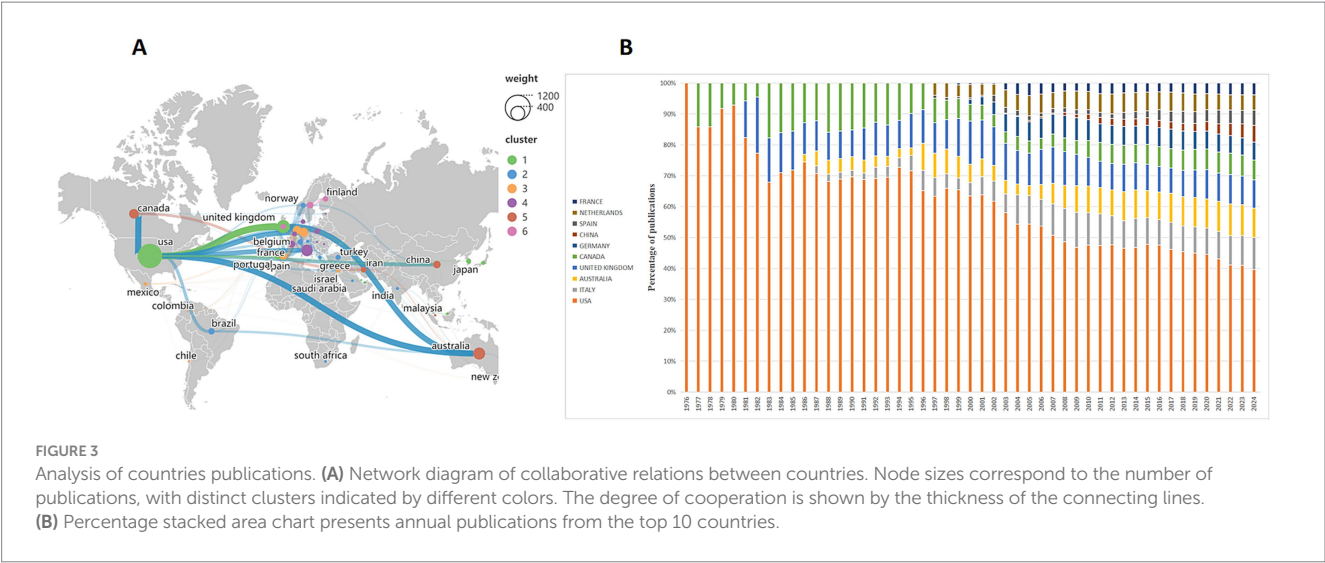 A
B
weight
1200
400
cluster
1
2
3
4
5
6
norway
finland
canada
united kingdom
usa
belgium
france
turkey
portugal
spain
greece
iran
china
japan
israel
saudi arabia
mexico
india
colombia
malaysia
brazil
australia
chile
south africa
new z
FRANCE
NETHERLANDS
SPAIN
CHINA
GERMANY
CANADA
UNITED KINGDOM
AUSTRALIA
ITALY
USA
Percentage of publications
100%
90%
80%
70%
60%
50%
40%
30%
20%
10%
0%
1976 1977 1978 1979 1980 1981 1982 1983 1984 1985 1986 1987 1988 1989 1990 1991 1992 1993 1994 1995 1996 1997 1998 1999 2000 2001 2002 2003 2004 2005 2006 2007 2008 2009 2010 2011 2012 2013 2014 2015 2016 2017 2018 2019 2020 2021 2022 2023 2024
FIGURE 3
Analysis of countries publications. (A) Network diagram of collaborative relations between countries. Node sizes correspond to the number of
publications, with distinct clusters indicated by different colors. The degree of cooperation is shown by the thickness of the connecting lines.
(B) Percentage stacked area chart presents annual publications from the top 10 countries.